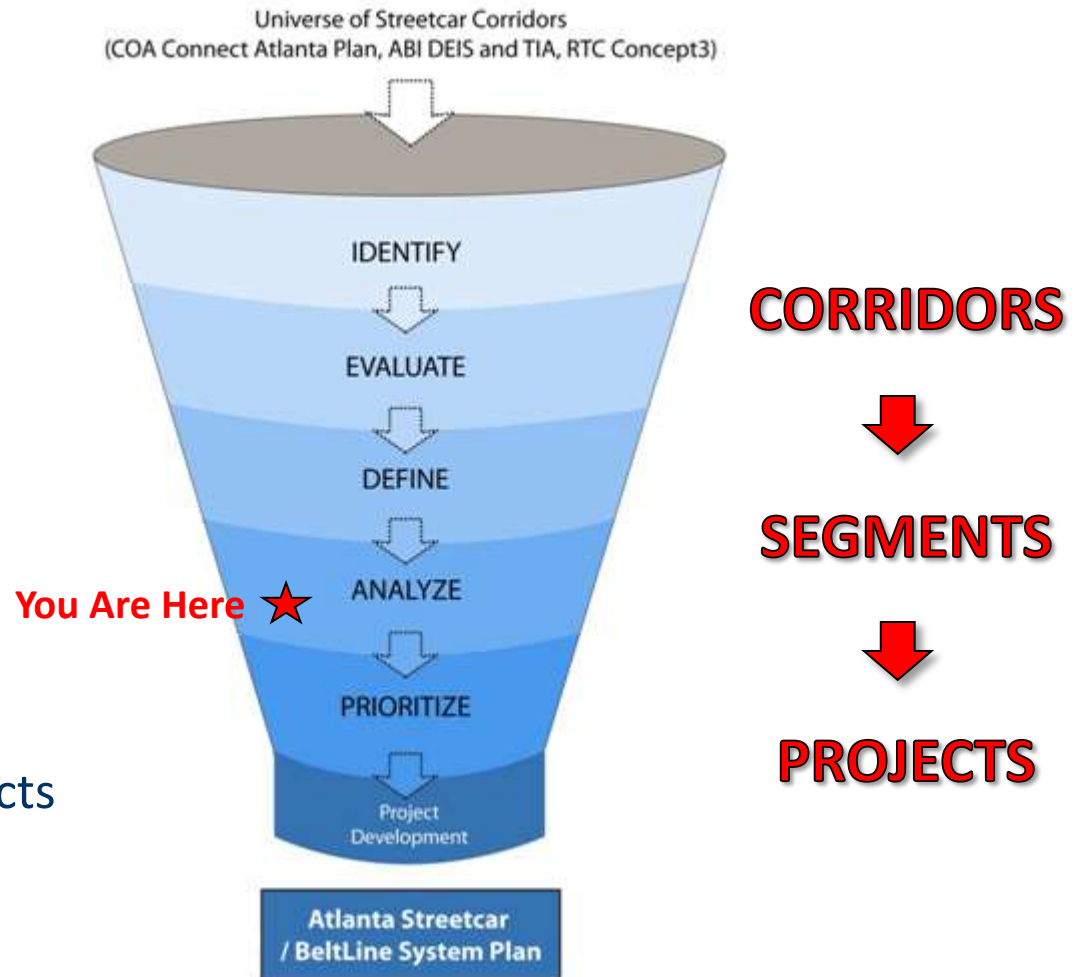 Universe of Streetcar Corridors
(COA Connect Atlanta Plan, ABI DEIS and TIA, RTC Concept3)
IDENTIFY
EVALUATE
DEFINE
ANALYZE
PRIORITIZE
Project
Development
Atlanta Streetcar
/ BeltLine System Plan
You Are Here
cts
CORRIDORS
SEGMENTS
PROJECTS